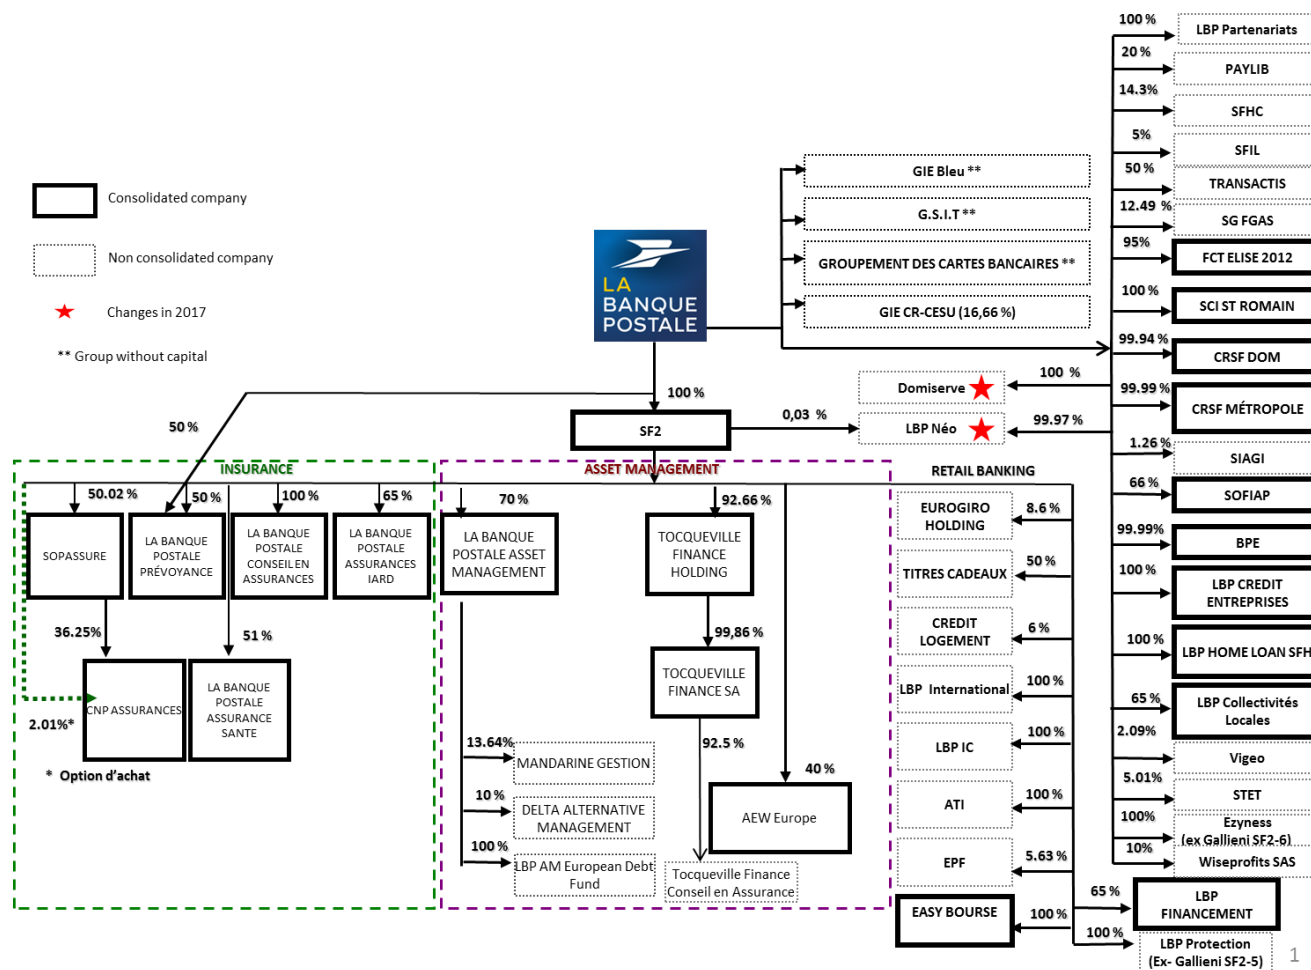 Consolidated company
Non consolidated company
Changes in 2017
** Group without capital
LA
BANQUE
POSTALE
GIE Bleu **
G.S.I.T **
GROUPEMENT DES CARTES BANCAIRES **
GIE CR-CESU (16,66 %)
100 %
LBP Partenariats
20 %
PAYLIB
14.3%
SFHC
5%
SFIL
50 %
TRANSACTIS
12.49 %
SG FGAS
95%
FCT ELISE 2012
100 %
SCI ST ROMAIN
99.94 %
CRSF DOM
99.99 %
CRSF MÉTROPOLE
1.26 %
SIAGI
66 %
SOFIAP
99.99%
BPE
100 %
LBP CREDIT
ENTREPRISES
100 %
LBP HOME LOAN SFH
65 %
LBP Collectivités
Locales
2.09%
Vigeo
5.01%
STET
100%
Ezyness
(ex Gallieni SF2-6)
10%
Wiseprofits SAS
Domiserve
100 %
LBP Néo
99.97 %
0,03 %
100 %
SF2
50 %
INSURANCE
50.02 %
50 %
100 %
65 %
SOPASSURE
LA BANQUE
POSTALE
PRÉVOYANCE
LA BANQUE
POSTALE
CONSEIL EN
ASSURANCES
LA BANQUE
POSTALE
ASSURANCES
IARD
36.25%
51 %
2.01%*
CNP ASSURANCES
LA BANQUE
POSTALE
ASSURANCE
SANTE
* Option d’achat
ASSET MANAGEMENT
70 %
92.66 %
LA BANQUE
POSTALE ASSET
MANAGEMENT
TOCQUEVILLE
FINANCE
HOLDING
99,86 %
TOCQUEVILLE
FINANCE SA
92.5 %
13.64%
MANDARINE GESTION
10 %
DELTA ALTERNATIVE
MANAGEMENT
100 %
LBP AM European Debt
Fund
40 %
AEW Europe
Tocqueville Finance
Conseil en Assurance
RETAIL BANKING
EUROGIRO
HOLDING
8.6 %
TITRES CADEAUX
50 %
CREDIT
LOGEMENT
6 %
LBP International
100 %
LBP IC
100 %
ATI
100 %
EPF
5.63 %
EASY BOURSE
100 %
65 %
LBP
FINANCEMENT
100 %
LBP Protection
(Ex- Gallieni SF2-5)
1